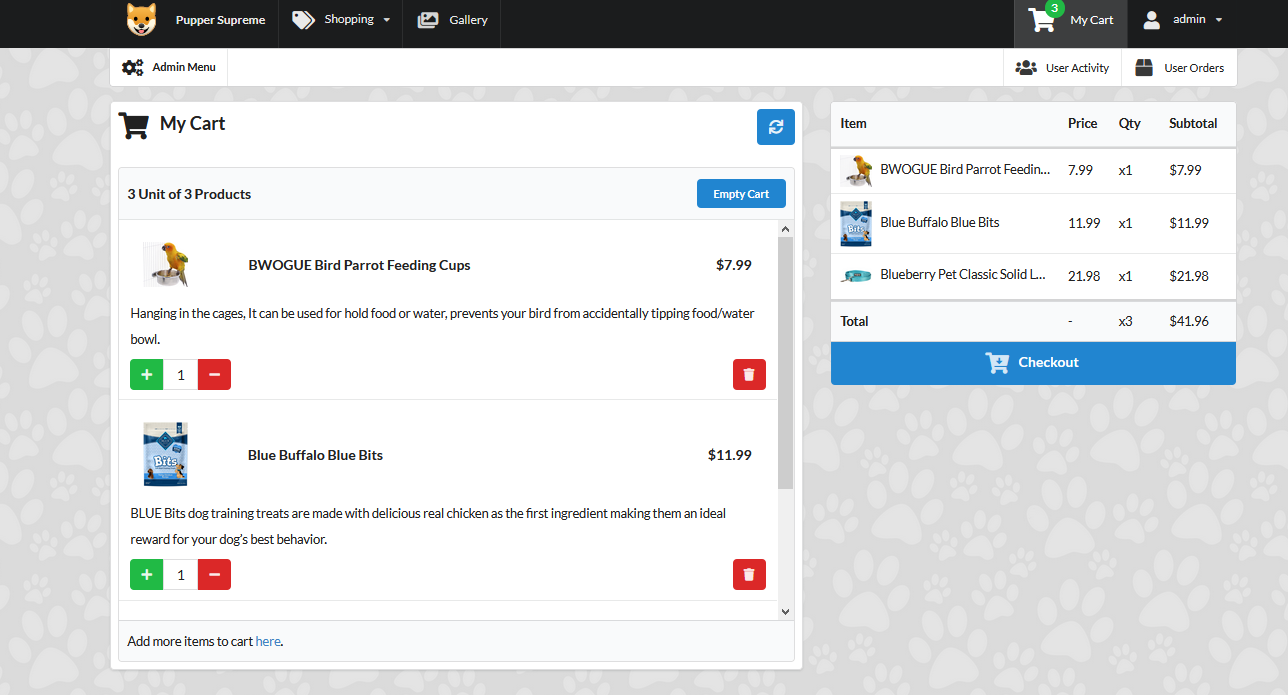 Pupper Supreme
Shopping
Gallery
3
My Cart
admin
Admin Menu
User Activity
User Orders
My Cart
3 Unit of 3 Products
Empty Cart
BWOGUE Bird Parrot Feeding Cups
$7.99
Hanging in the cages, It can be used for hold food or water, prevents your bird from accidentally tipping food/water
bowl.
1
Bits
Blue Buffalo Blue Bits
$11.99
BLUE Bits dog training treats are made with delicious real chicken as the first ingredient making them an ideal
reward for your dog's best behavior.
1
Add more items to cart here.
Item Price Qty Subtotal
BWOGUE Bird Parrot Feedin... 7.99 x1 $7.99
Bits
Blue Buffalo Blue Bits 11.99 x1 $11.99
Blueberry Pet Classic Solid L... 21.98 x1 $21.98
Total - x3 $41.96
Checkout